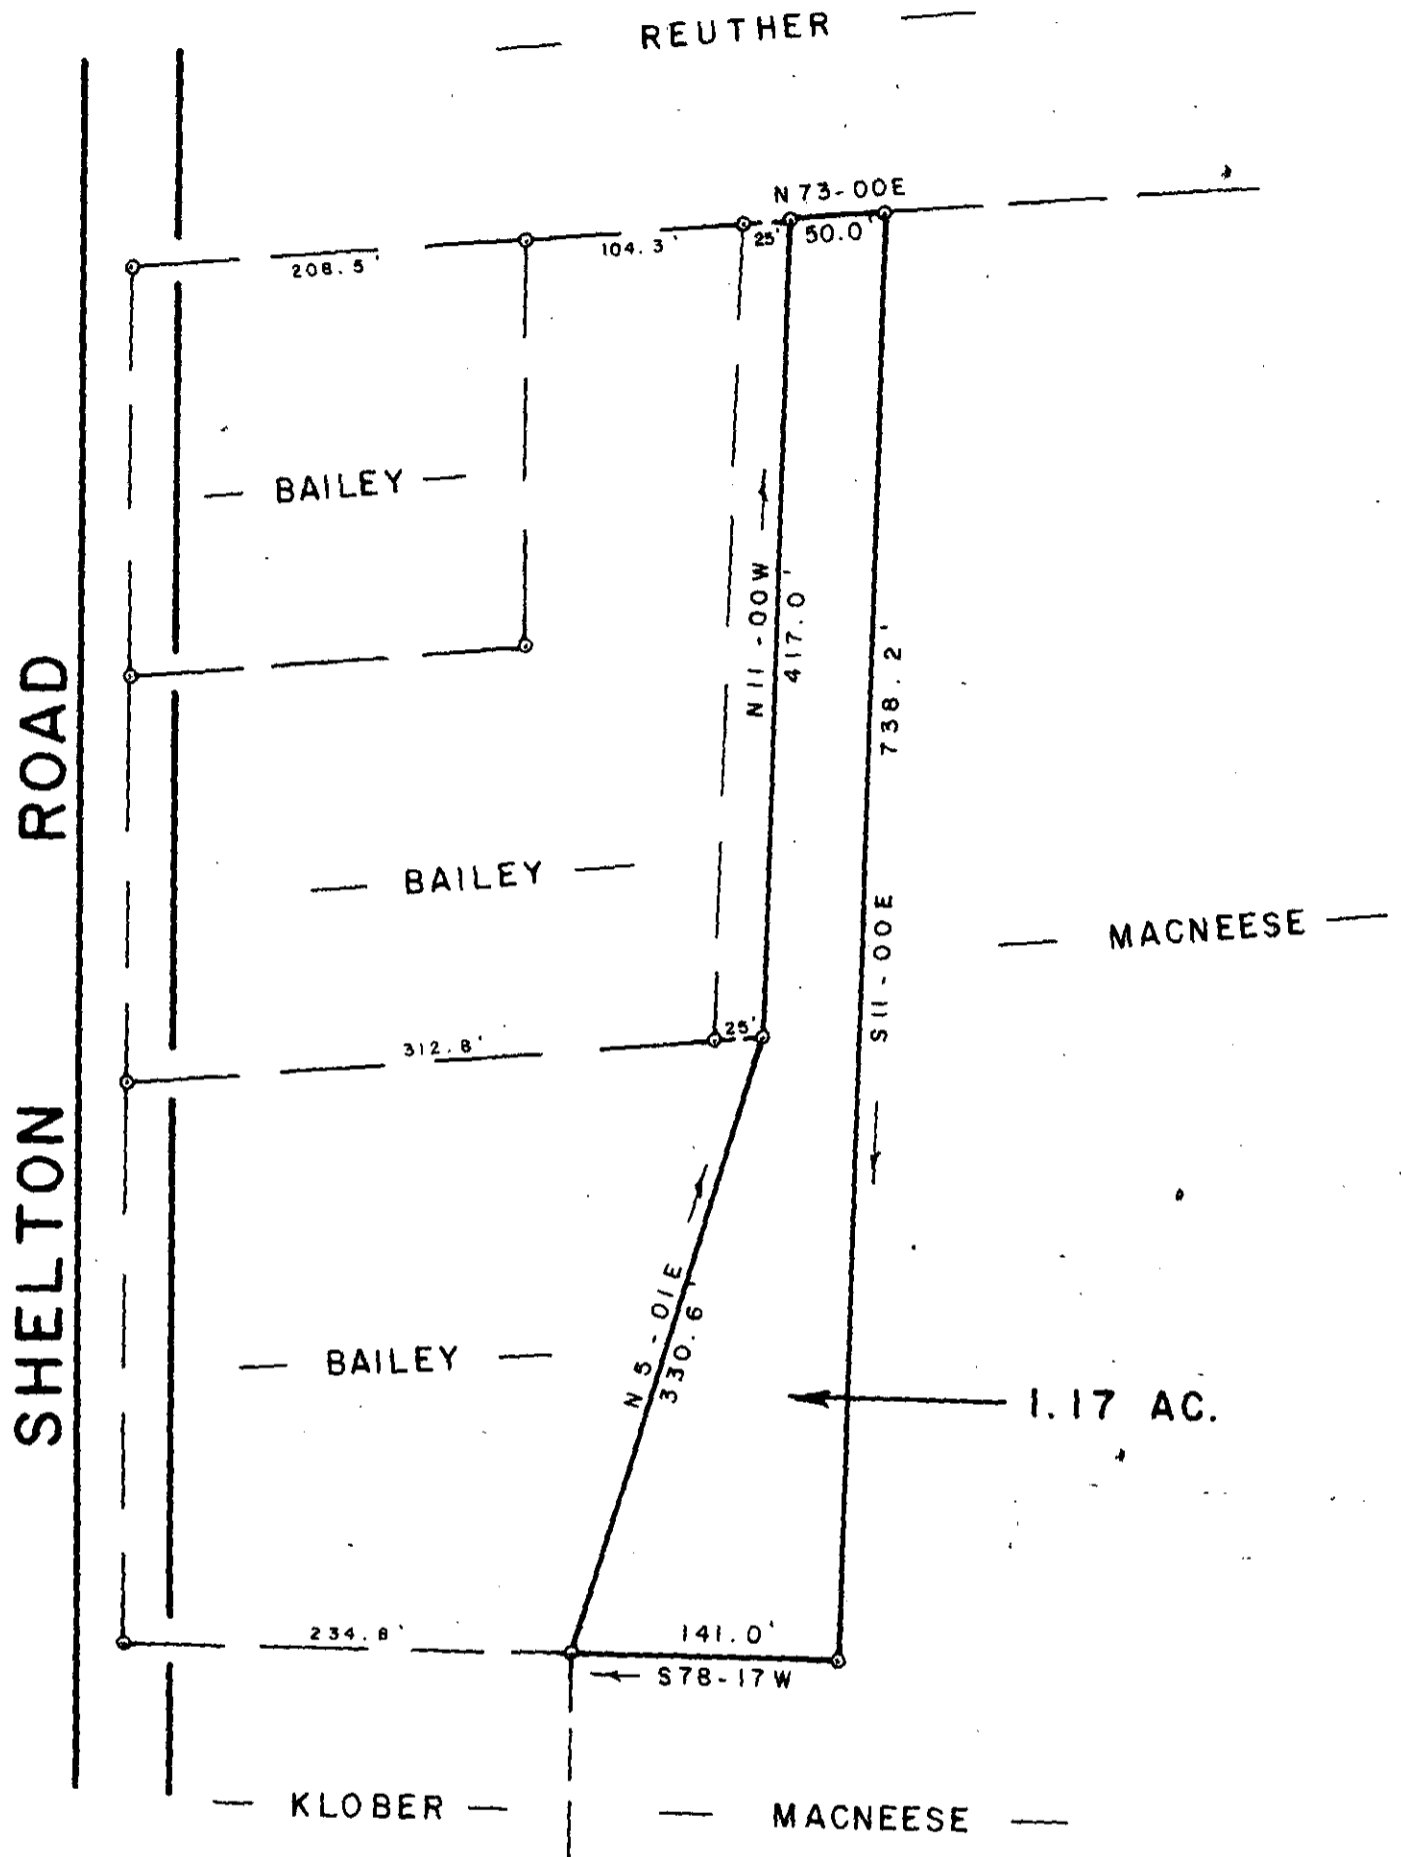 REUTHER
N 73-00E
208.5'
104.3'
25'
50.0'
BAILEY
N 11-00W
417.0'
738.2'
S 11-00E
SHELTON ROAD
BAILEY
MACNEESE
312.8'
25'
N 5-01E
330.6'
BAILEY
1.17 AC.
234.8'
141.0'
S78-17W
KLOBER
MACNEESE